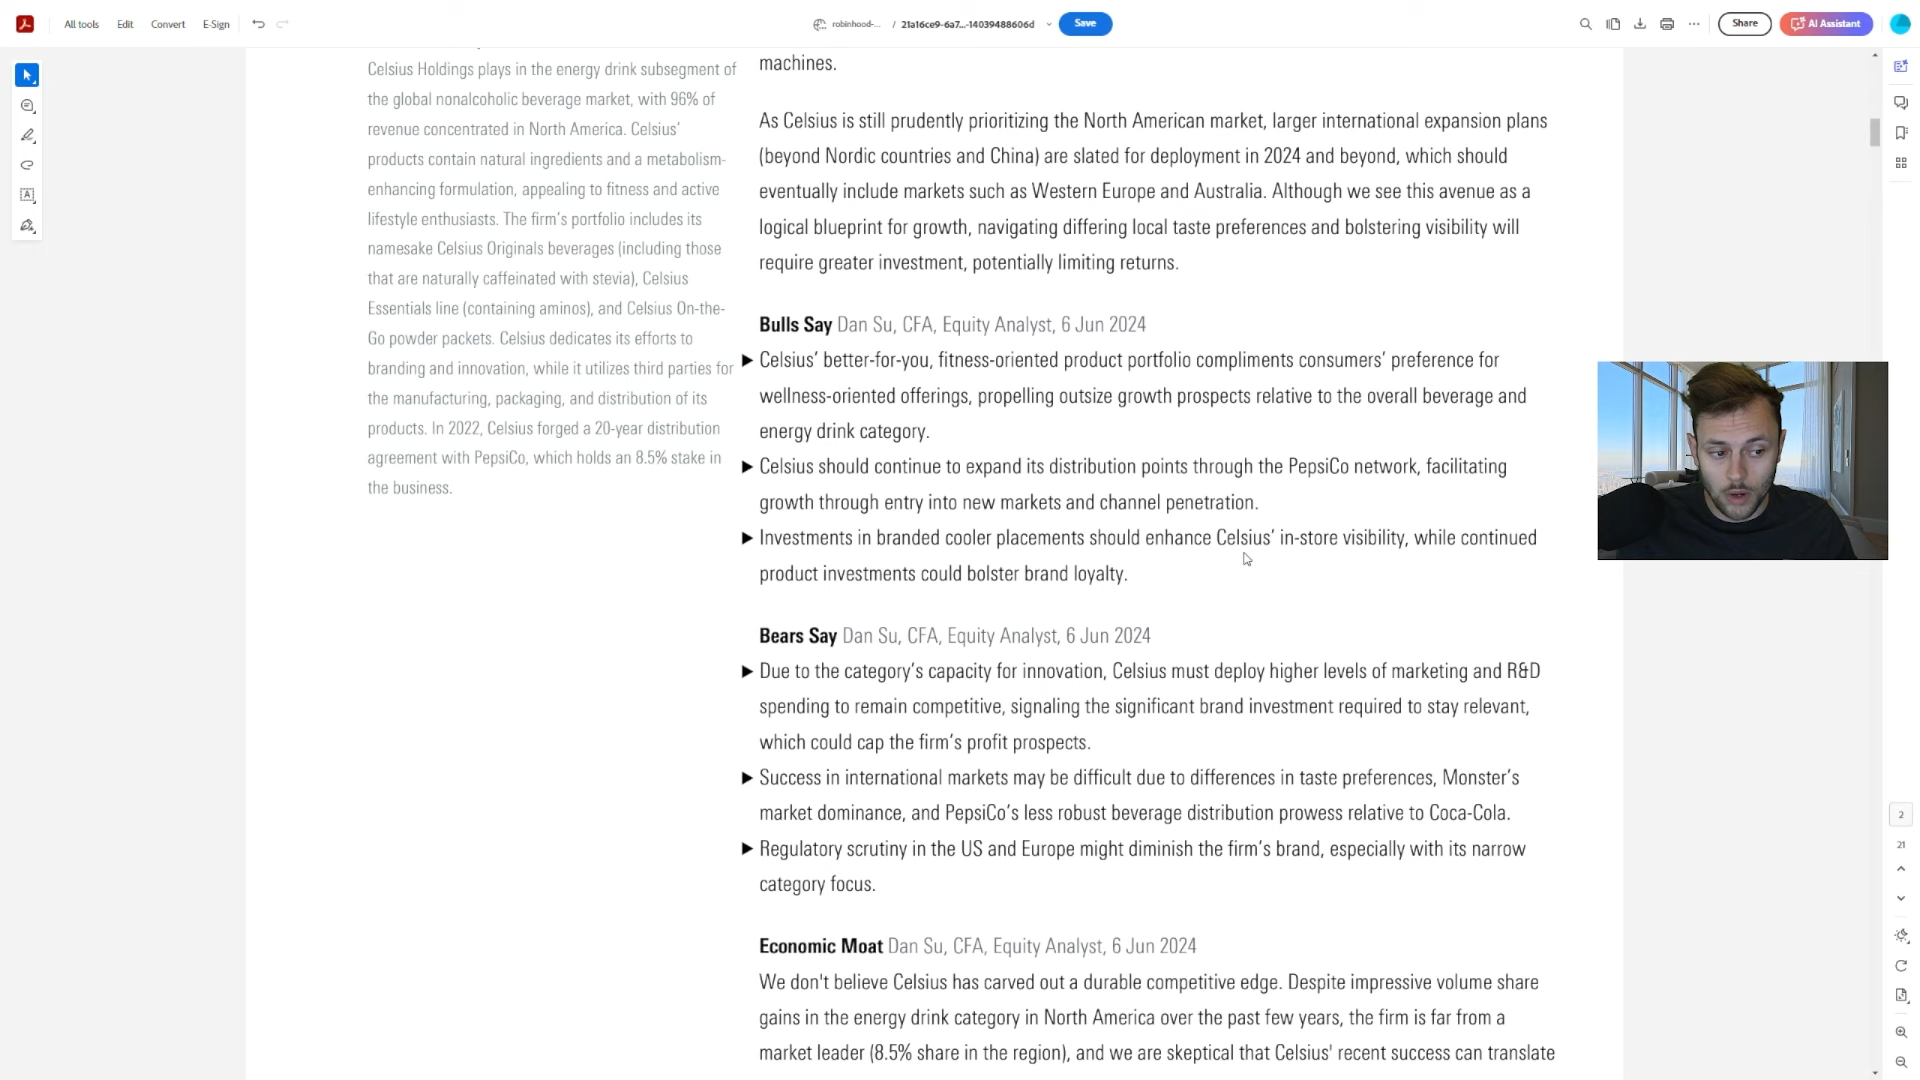 All tools
Edit
Convert
E-Sign
robinhood-...
/ 21a16ce9-6a7...-14039488606d
Save
Share
AI Assistant
Celsius Holdings plays in the energy drink subsegment of
the global nonalcoholic beverage market, with 96% of
revenue concentrated in North America. Celsius’
products contain natural ingredients and a metabolism-
enhancing formulation, appealing to fitness and active
lifestyle enthusiasts. The firm’s portfolio includes its
namesake Celsius Originals beverages (including those
that are naturally caffeinated with stevia), Celsius
Essentials line (containing aminos), and Celsius On-the-
Go powder packets. Celsius dedicates its efforts to
branding and innovation, while it utilizes third parties for
the manufacturing, packaging, and distribution of its
products. In 2022, Celsius forged a 20-year distribution
agreement with PepsiCo, which holds an 8.5% stake in
the business.
machines.
As Celsius is still prudently prioritizing the North American market, larger international expansion plans
(beyond Nordic countries and China) are slated for deployment in 2024 and beyond, which should
eventually include markets such as Western Europe and Australia. Although we see this avenue as a
logical blueprint for growth, navigating differing local taste preferences and bolstering visibility will
require greater investment, potentially limiting returns.
Bulls Say Dan Su, CFA, Equity Analyst, 6 Jun 2024
▶ Celsius’ better-for-you, fitness-oriented product portfolio compliments consumers’ preference for
wellness-oriented offerings, propelling outsize growth prospects relative to the overall beverage and
energy drink category.
▶ Celsius should continue to expand its distribution points through the PepsiCo network, facilitating
growth through entry into new markets and channel penetration.
▶ Investments in branded cooler placements should enhance Celsius’ in-store visibility, while continued
product investments could bolster brand loyalty.
Bears Say Dan Su, CFA, Equity Analyst, 6 Jun 2024
▶ Due to the category’s capacity for innovation, Celsius must deploy higher levels of marketing and R&D
spending to remain competitive, signaling the significant brand investment required to stay relevant,
which could cap the firm’s profit prospects.
▶ Success in international markets may be difficult due to differences in taste preferences, Monster’s
market dominance, and PepsiCo’s less robust beverage distribution prowess relative to Coca-Cola.
▶ Regulatory scrutiny in the US and Europe might diminish the firm’s brand, especially with its narrow
category focus.
Economic Moat Dan Su, CFA, Equity Analyst, 6 Jun 2024
We don't believe Celsius has carved out a durable competitive edge. Despite impressive volume share
gains in the energy drink category in North America over the past few years, the firm is far from a
market leader (8.5% share in the region), and we are skeptical that Celsius' recent success can translate
2
21